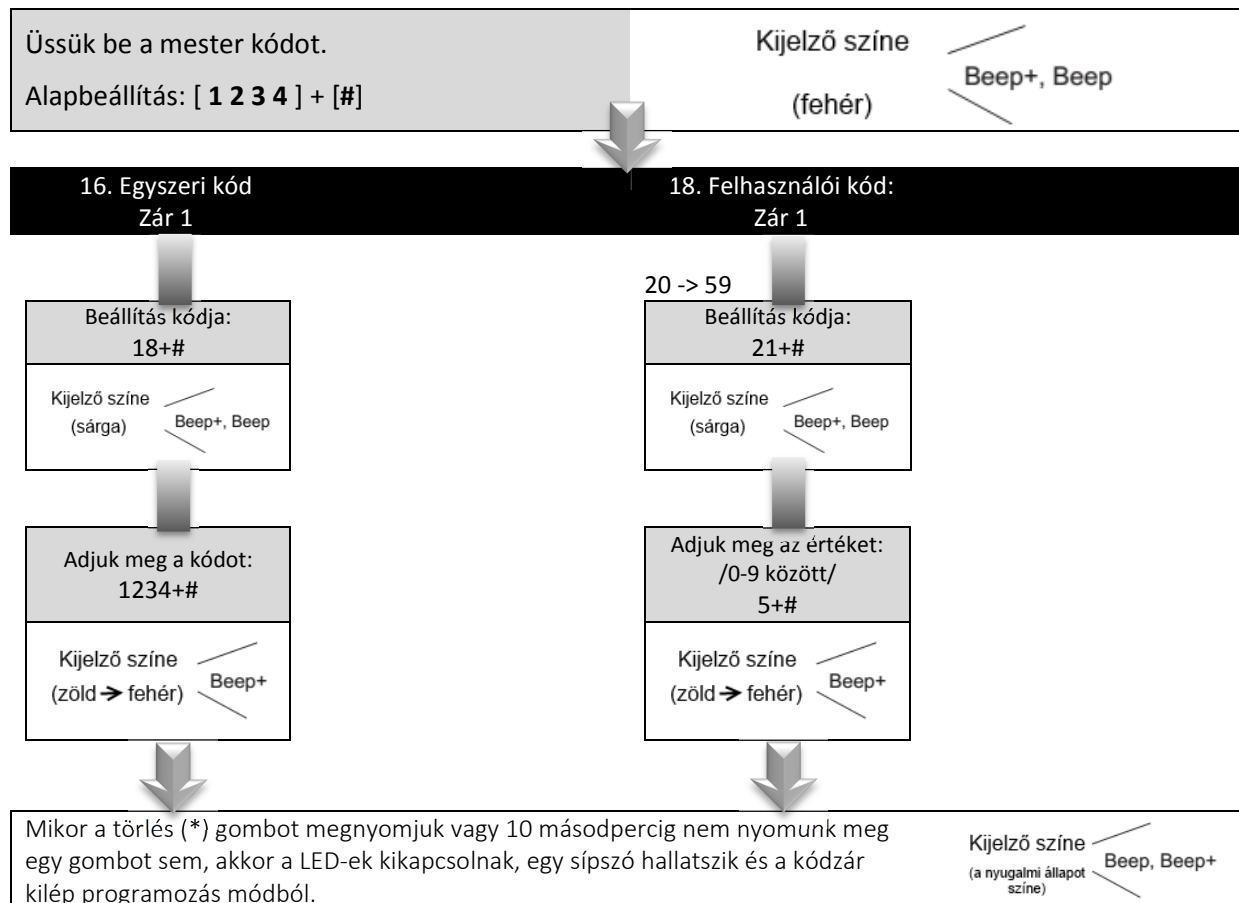 Üssük be a mester kódot.
Alapbeállítás: [ 1 2 3 4 ] + [#]
Kijelző színe
(fehér)
Beep+, Beep
16. Egyszeri kód
Zár 1
18. Felhasználói kód:
Zár 1
Beállítás kódja:
18+#
Kijelző színe
(sárga)
Beep+, Beep
20 -> 59
Beállítás kódja:
21+#
Kijelző színe
(sárga)
Beep+, Beep
Adjuk meg a kódot:
1234+#
Kijelző színe
(zöld → fehér)
Beep+
Adjuk meg az értéket:
/0-9 között/
5+#
Kijelző színe
(zöld → fehér)
Beep+
Mikor a törlés (*) gombot megnyomjuk vagy 10 másodpercig nem nyomunk meg
egy gombot sem, akkor a LED-ek kikapcsolnak, egy sípszó hallatszik és a kódzár
kilép programozás módból.
Kijelző színe
(a nyugalmi állapot
színe)
Beep, Beep+